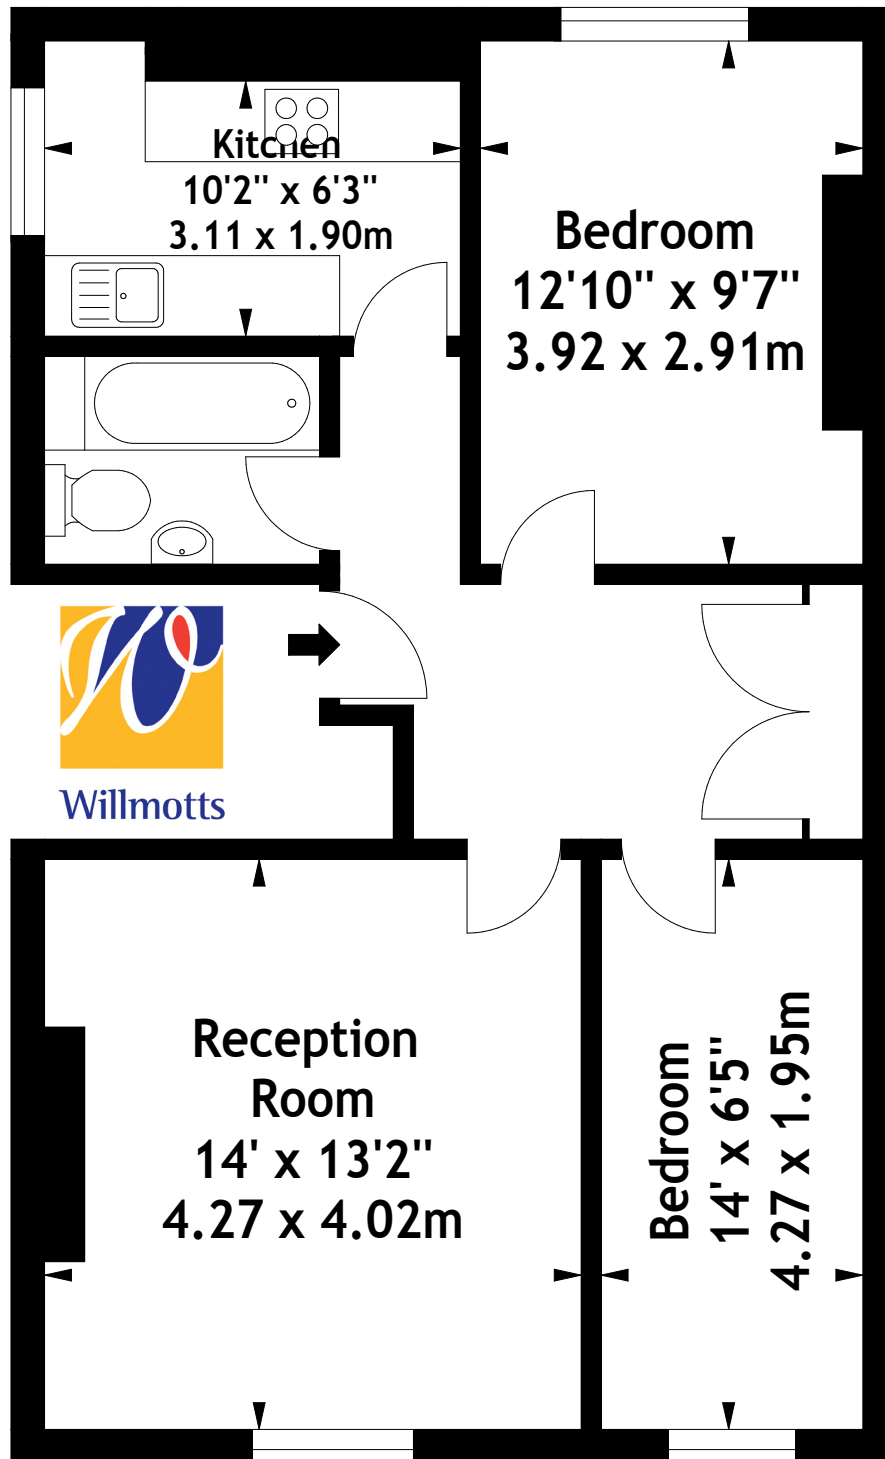 Kitchen
10'2" x 6'3"
3.11 x 1.90m
Bedroom
12'10" x 9'7"
3.92 x 2.91m
Willmotts
Reception
Room
14' x 13'2"
4.27 x 4.02m
Bedroom
14' x 6'5"
4.27 x 1.95m